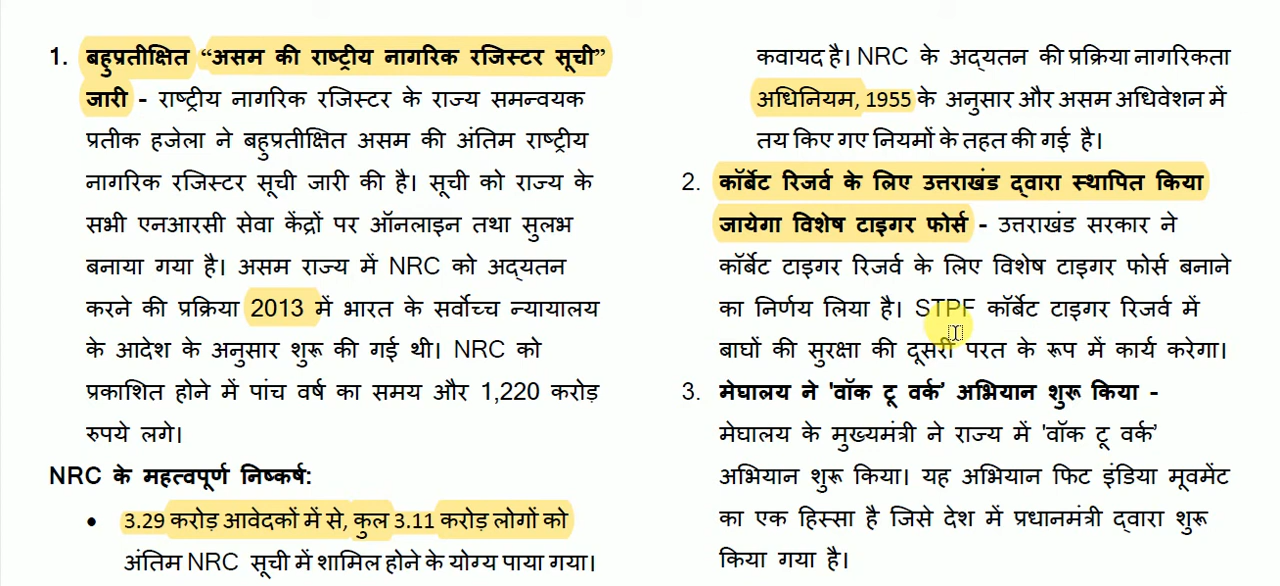 1. बहुप्रतीक्षित “असम की राष्ट्रीय नागरिक रजिस्टर सूची”
जारी - राष्ट्रीय नागरिक रजिस्टर के राज्य समन्वयक
प्रतीक हजेला ने बहुप्रतीक्षित असम की अंतिम राष्ट्रीय
नागरिक रजिस्टर सूची जारी की है। सूची को राज्य के
सभी एनआरसी सेवा केंद्रों पर ऑनलाइन तथा सुलभ
बनाया गया है। असम राज्य में NRC को अद्यतन
करने की प्रक्रिया 2013 में भारत के सर्वोच्च न्यायालय
के आदेश के अनुसार शुरू की गई थी। NRC को
प्रकाशित होने में पांच वर्ष का समय और 1,220 करोड़
रुपये लगे।
NRC के महत्वपूर्ण निष्कर्ष:
• 3.29 करोड़ आवेदकों में से, कुल 3.11 करोड़ लोगों को
अंतिम NRC सूची में शामिल होने के योग्य पाया गया।
कवायद है। NRC के अद्यतन की प्रक्रिया नागरिकता
अधिनियम, 1955 के अनुसार और असम अधिवेशन में
तय किए गए नियमों के तहत की गई है।
2. कॉर्बेट रिजर्व के लिए उत्तराखंड द्वारा स्थापित किया
जायेगा विशेष टाइगर फोर्स - उत्तराखंड सरकार ने
कॉर्बेट टाइगर रिजर्व के लिए विशेष टाइगर फोर्स बनाने
का निर्णय लिया है। STPF कॉर्बेट टाइगर रिजर्व में
बाघों की सुरक्षा की दूसरी परत के रूप में कार्य करेगा।
3. मेघालय ने 'वॉक टू वर्क’ अभियान शुरू किया -
मेघालय के मुख्यमंत्री ने राज्य में 'वॉक टू वर्क’
अभियान शुरू किया। यह अभियान फिट इंडिया मूवमेंट
का एक हिस्सा है जिसे देश में प्रधानमंत्री द्वारा शुरू
किया गया है।